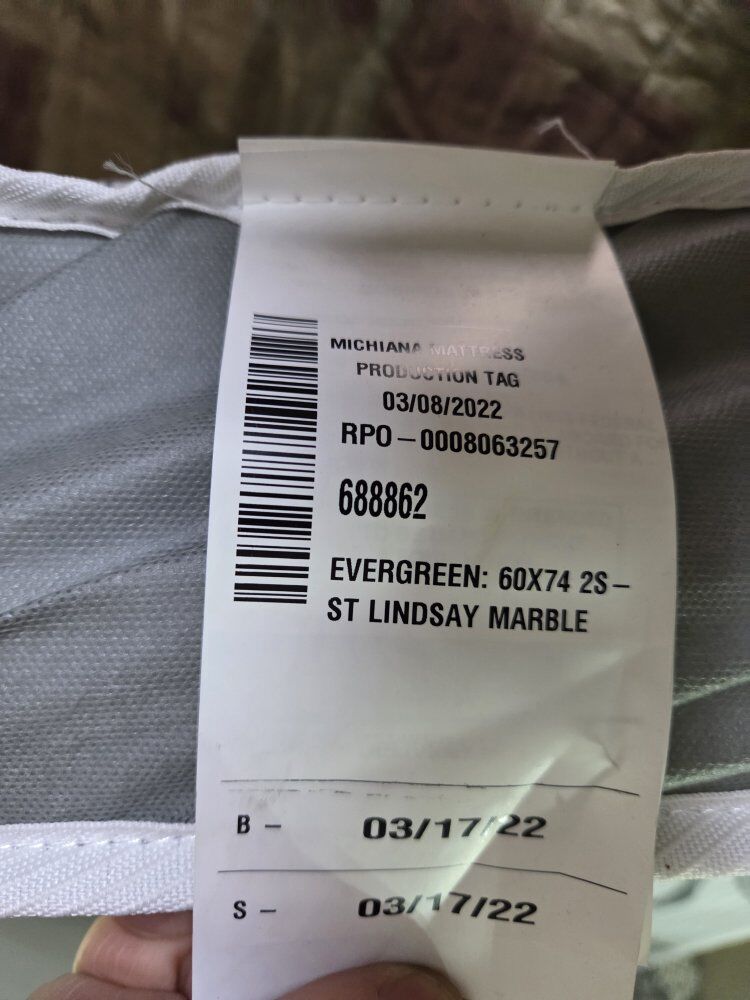 MICHIANA MATTRESS
PRODUCTION TAG
03/08/2022
RPO-0008063257
688862
EVERGREEN: 60X74 2S-
ST LINDSAY MARBLE
B - 03/17/22
S - 03/17/22